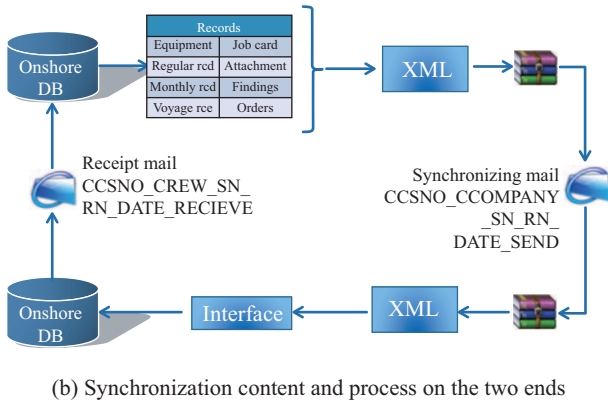 Onshore
DB
Records
Equipment
Job card
Regular rcd
Attachment
Monthly rcd
Findings
Voyage rce
Orders
XML
Receipt mail
CCSNO_CREW_SN_
RN_DATE_RECIEVE
Synchronizing mail
CCSNO_CCOMPANY
_SN_RN_
DATE_SEND
Onshore
DB
Interface
XML
(b) Synchronization content and process on the two ends